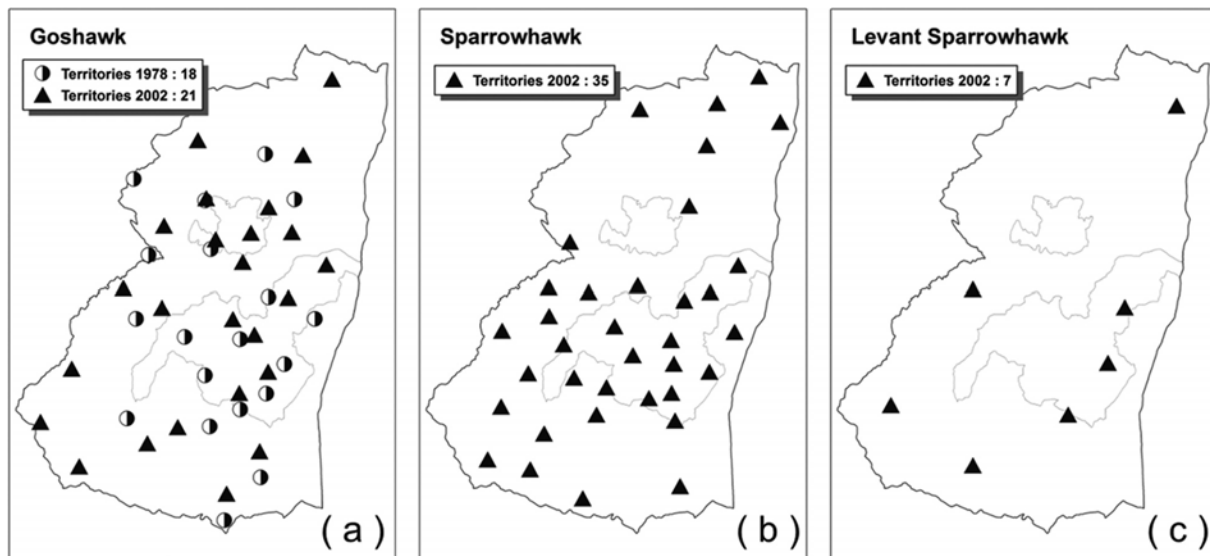 Goshawk
Territories 1978 : 18
Territories 2002 : 21
( a )
Sparrowhawk
Territories 2002 : 35
( b )
Levant Sparrowhawk
Territories 2002 : 7
( c )